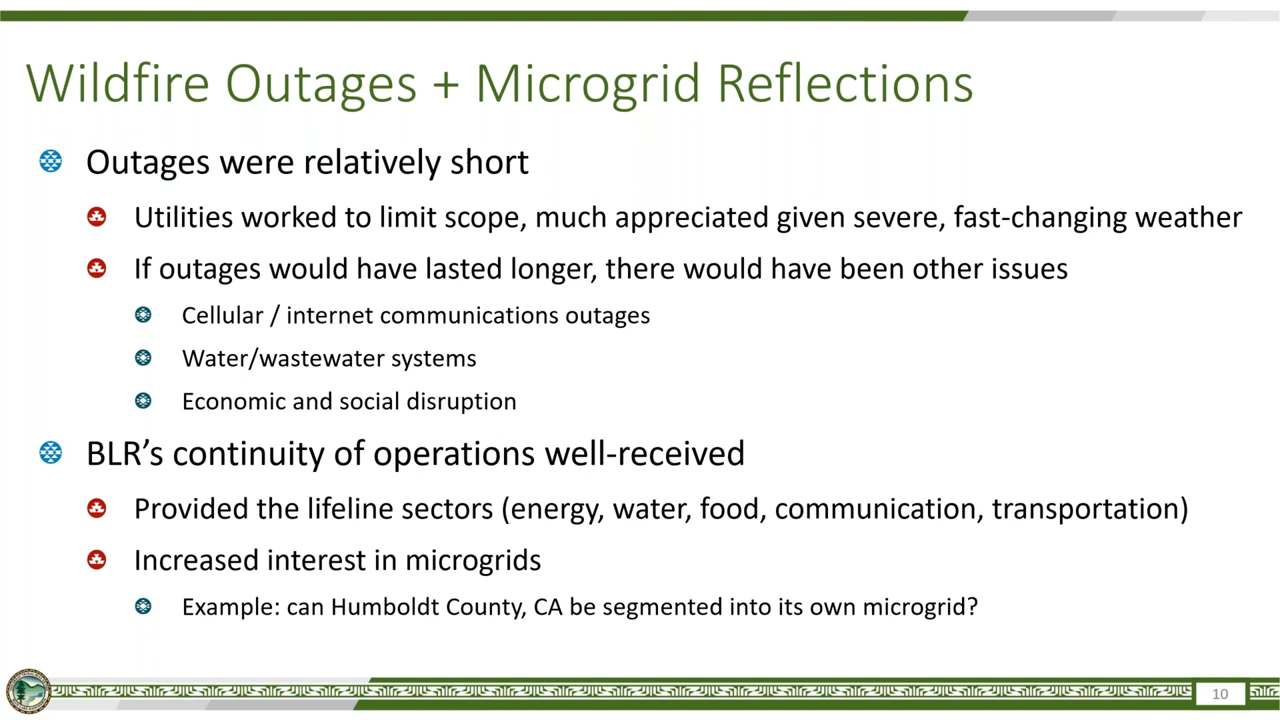 Wildfire Outages + Microgrid Reflections
Outages were relatively short
Utilities worked to limit scope, much appreciated given severe, fast-changing weather
If outages would have lasted longer, there would have been other issues
Cellular / internet communications outages
Water/wastewater systems
Economic and social disruption
BLR’s continuity of operations well-received
Provided the lifeline sectors (energy, water, food, communication, transportation)
Increased interest in microgrids
Example: can Humboldt County, CA be segmented into its own microgrid?
10